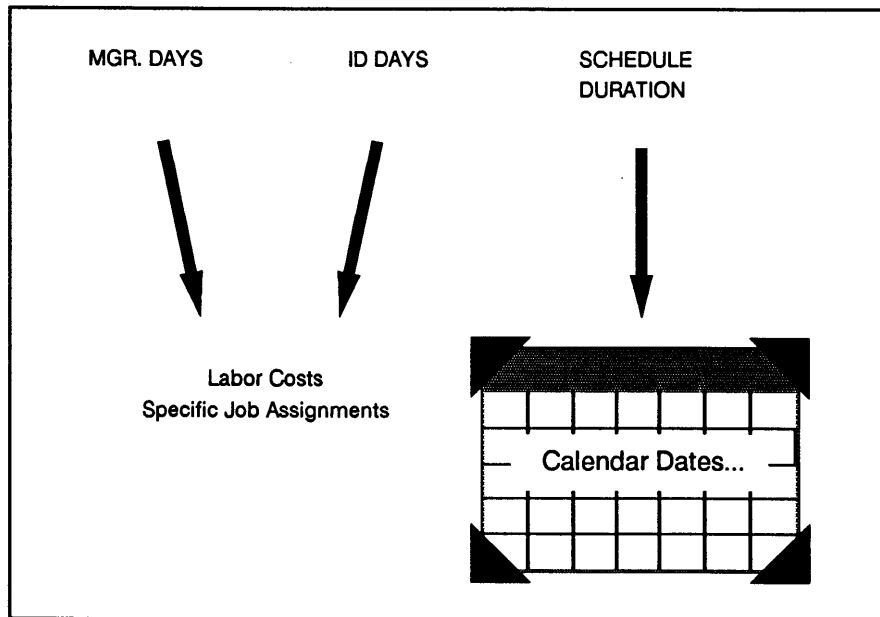 MGR. DAYS
ID DAYS
SCHEDULE
DURATION
Labor Costs
Specific Job Assignments
Calendar Dates...